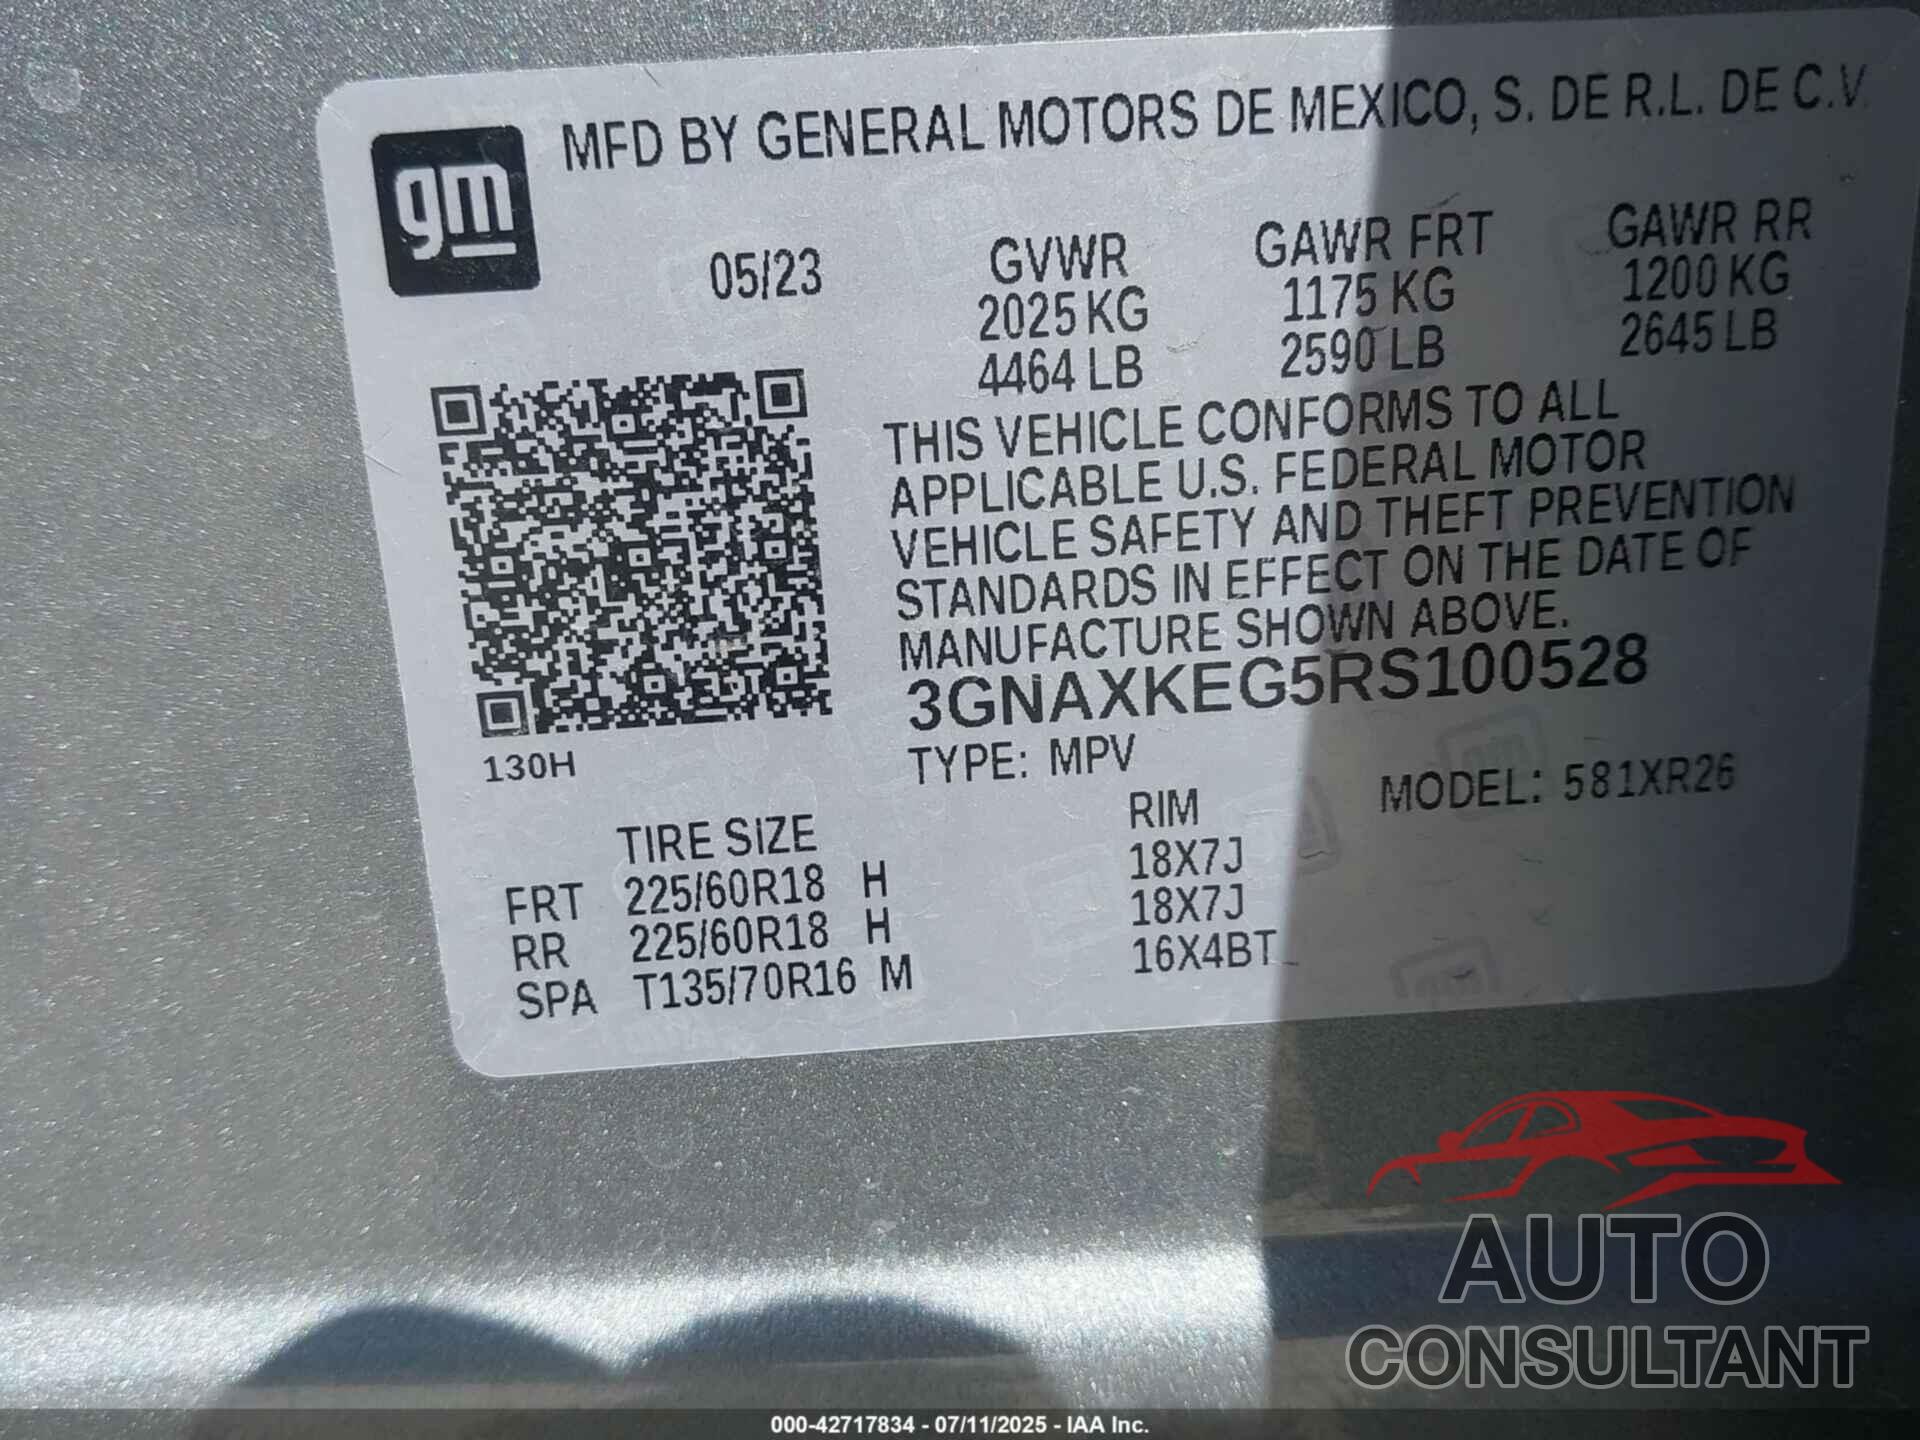 MFD BY GENERAL MOTORS DE MEXICO, S. DE R.L. DE C.V.
gm
05/23
GVWR GAWR FRT GAWR RR
2025 KG 1175 KG 1200 KG
4464 LB 2590 LB 2645 LB
THIS VEHICLE CONFORMS TO ALL
APPLICABLE U.S. FEDERAL MOTOR
VEHICLE SAFETY AND THEFT PREVENTION
STANDARDS IN EFFECT ON THE DATE OF
MANUFACTURE SHOWN ABOVE.
3GNAXKEG5RS100528
130H
TYPE: MPV MODEL: 581XR26
TIRE SIZE RIM
FRT 225/60R18 H 18X7J
RR 225/60R18 H 18X7J
SPA T135/70R16 M 16X4BT
AUTO
CONSULTANT
000-42717834 - 07/11/2025 - IAA Inc.